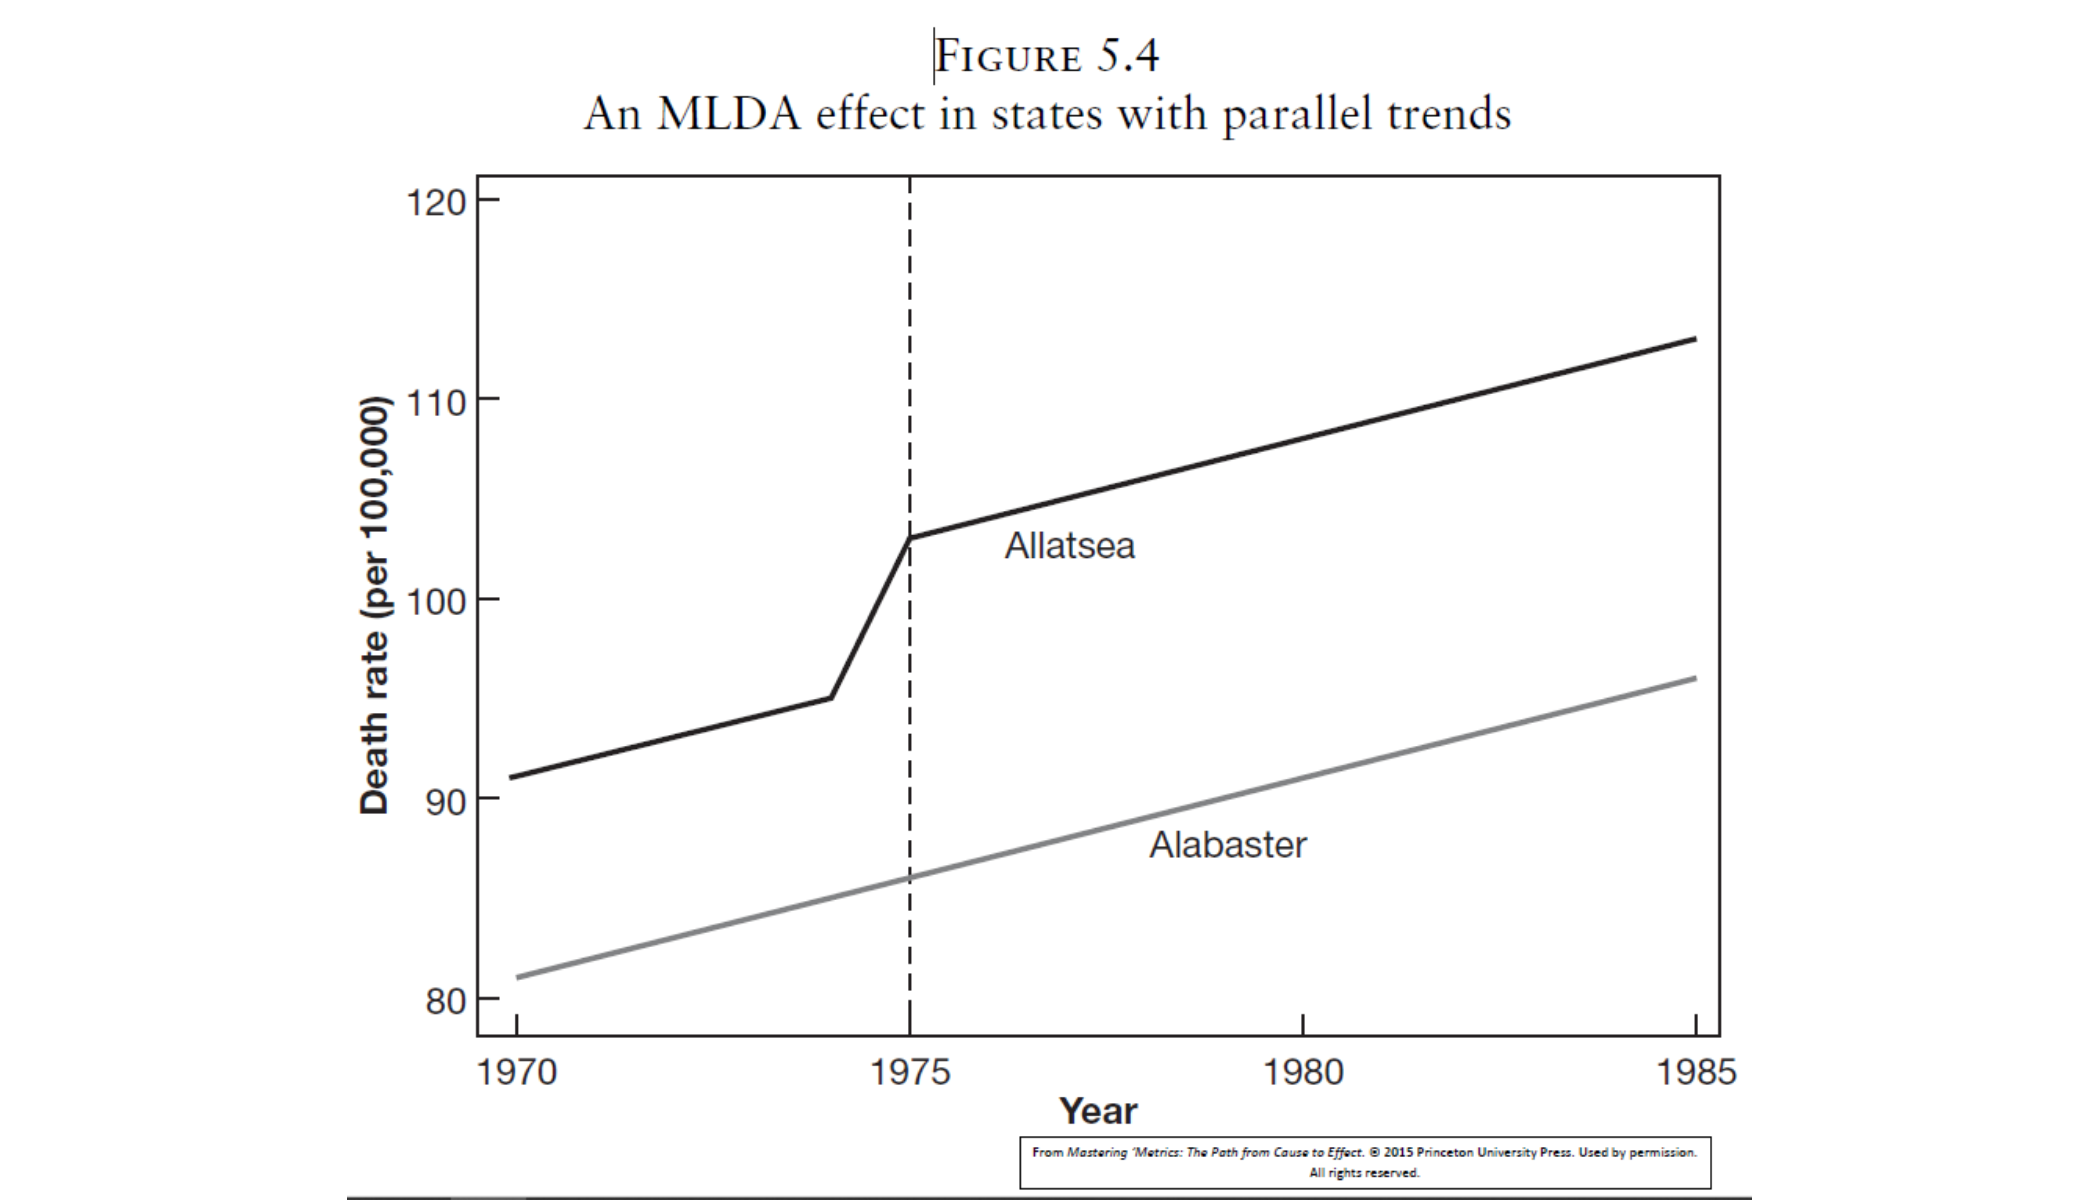 FIGURE 5.4
An MLDA effect in states with parallel trends
120
110
100
90
80
Death rate (per 100,000)
Allatsea
Alabaster
1970 1975 1980 1985
Year
From Mastering 'Metrics: The Path from Cause to Effect. © 2015 Princeton University Press. Used by permission.
All rights reserved.